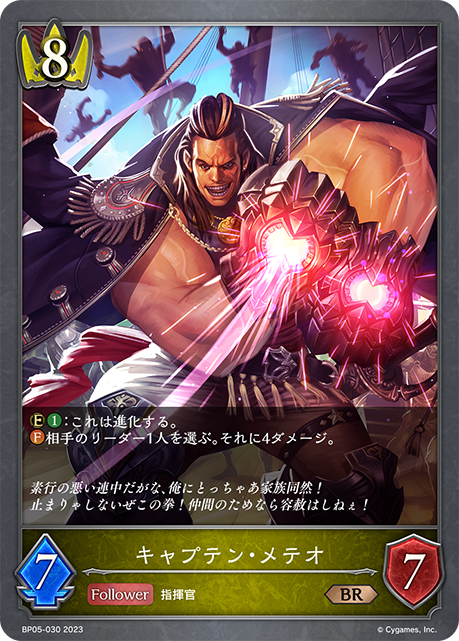 8
E 1：これは進化する。
F 相手のリーダー1人を選ぶ。それに4ダメージ。
素行の悪い連中だがな、俺にとっちゃあ家族同然！
止まりゃしないぜこの拳！仲間のためなら容赦はしねぇ！
キャプテン・メテオ
7
Follower 指揮官
BR
7
BP05-030 2023
© Cygames, Inc.